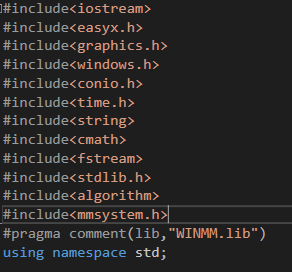 #include<iostream>
#include<easyx.h>
#include<graphics.h>
#include<windows.h>
#include<conio.h>
#include<time.h>
#include<string>
#include<cmath>
#include<fstream>
#include<stdlib.h>
#include<algorithm>
#include<mmsystem.h>
#pragma comment(lib,"WINMM.lib")
using namespace std;